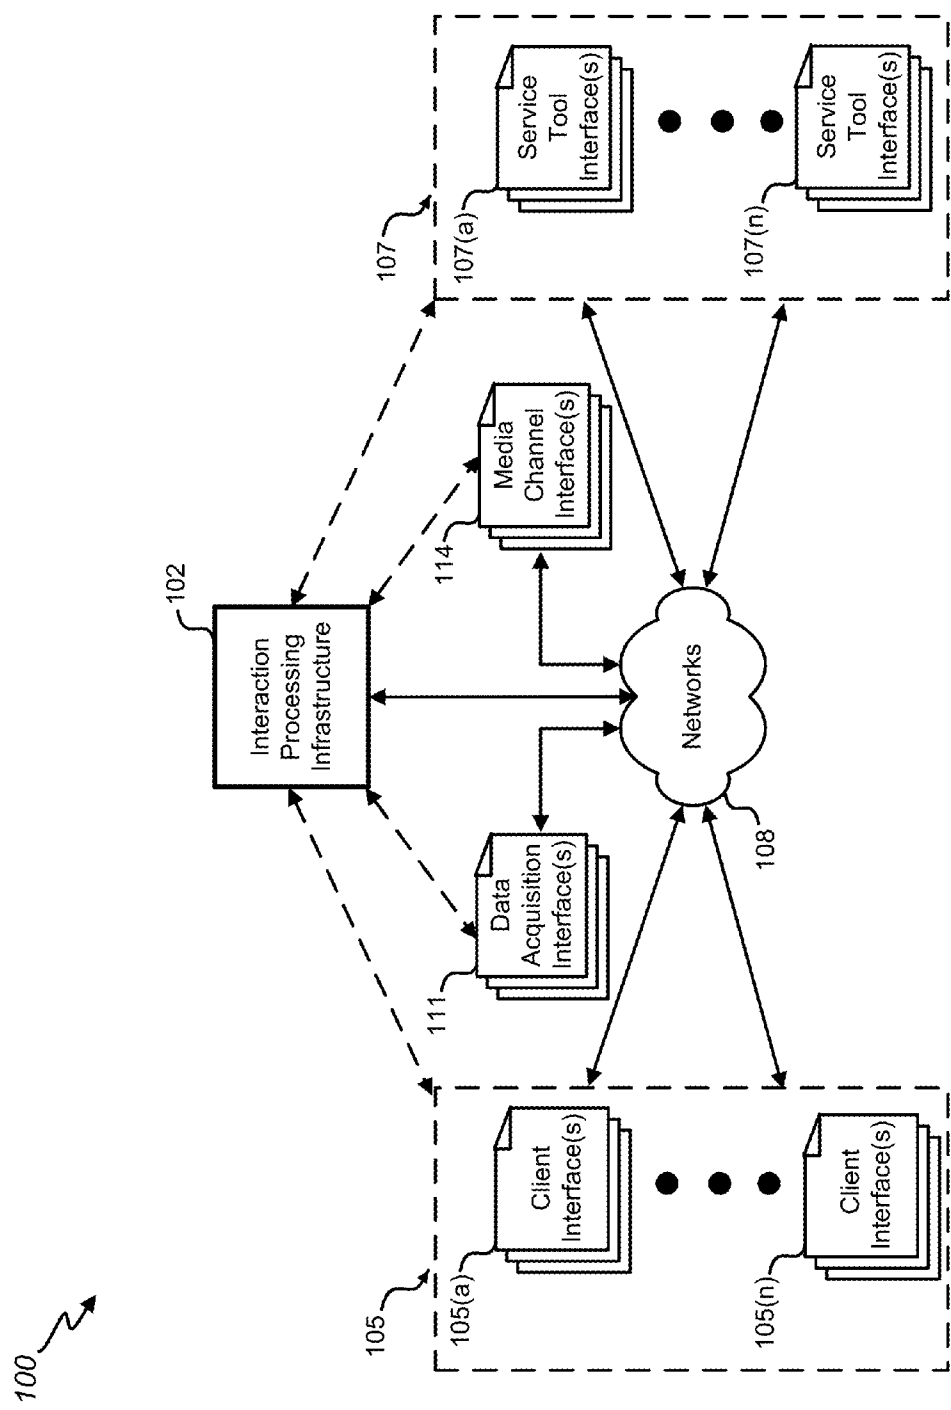 100
102
Interaction
Processing
Infrastructure
105
105(a)
Client
Interface(s)
105(n)
Client
Interface(s)
111
Data
Acquisition
Interface(s)
114
Media
Channel
Interface(s)
Networks
108
107
107(a)
Service
Tool
Interface(s)
107(n)
Service
Tool
Interface(s)